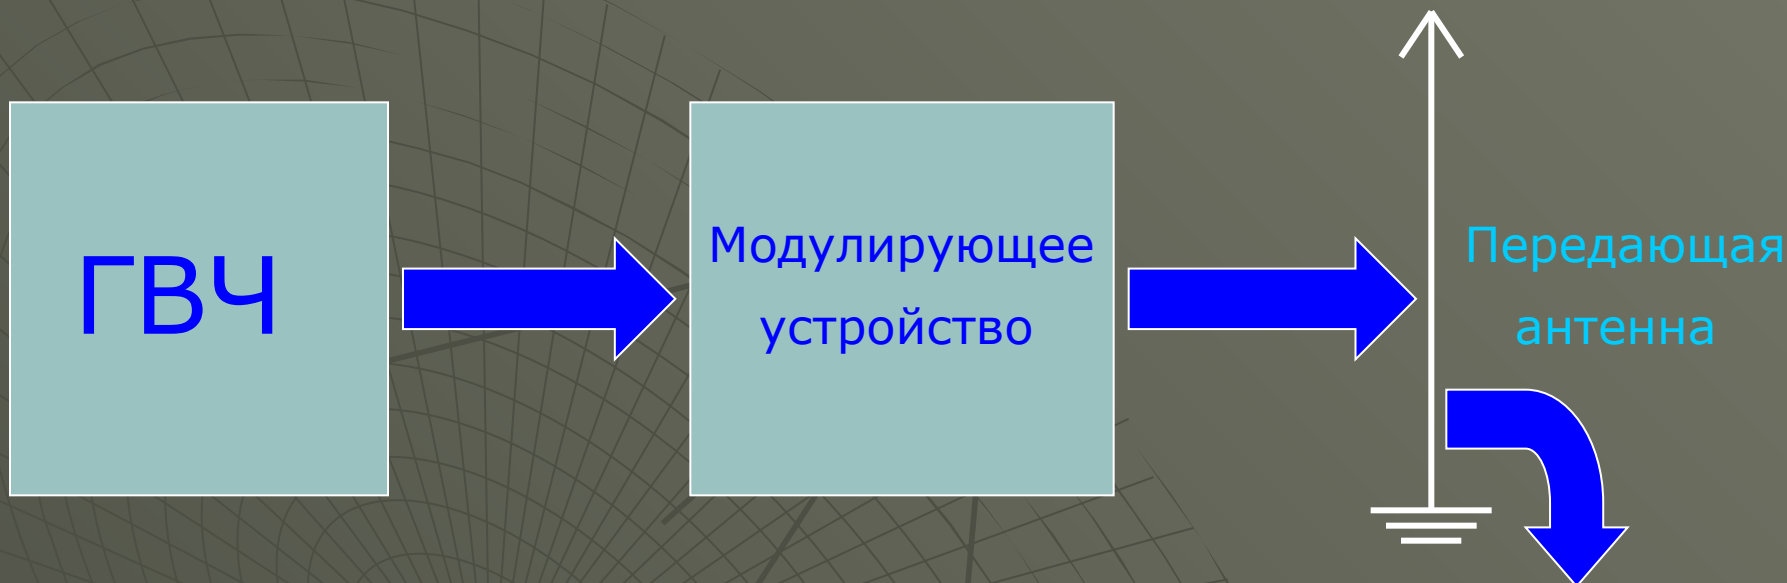 ГВЧ
Модулирующее
устройство
Передающая
антенна